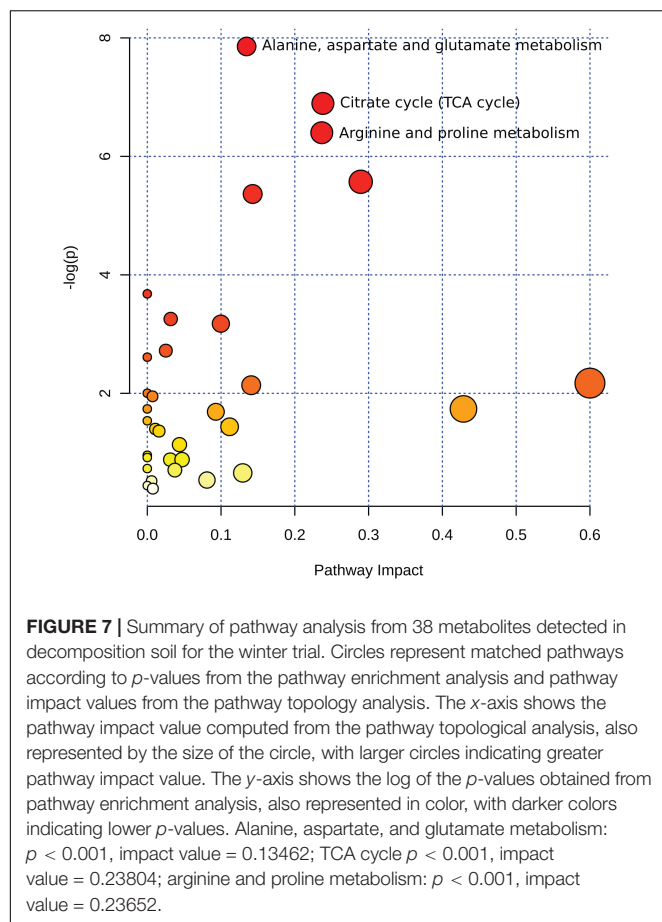 8
Alanine, aspartate and glutamate metabolism
Citrate cycle (TCA cycle)
Arginine and proline metabolism
6
-log(p)
4
2
0.0 0.1 0.2 0.3 0.4 0.5 0.6
Pathway Impact
FIGURE 7 | Summary of pathway analysis from 38 metabolites detected in
decomposition soil for the winter trial. Circles represent matched pathways
according to p-values from the pathway enrichment analysis and pathway
impact values from the pathway topology analysis. The x-axis shows the
pathway impact value computed from the pathway topological analysis, also
represented by the size of the circle, with larger circles indicating greater
pathway impact value. The y-axis shows the log of the p-values obtained from
pathway enrichment analysis, also represented in color, with darker colors
indicating lower p-values. Alanine, aspartate, and glutamate metabolism:
p < 0.001, impact value = 0.13462; TCA cycle p < 0.001, impact
value = 0.23804; arginine and proline metabolism: p < 0.001, impact
value = 0.23652.